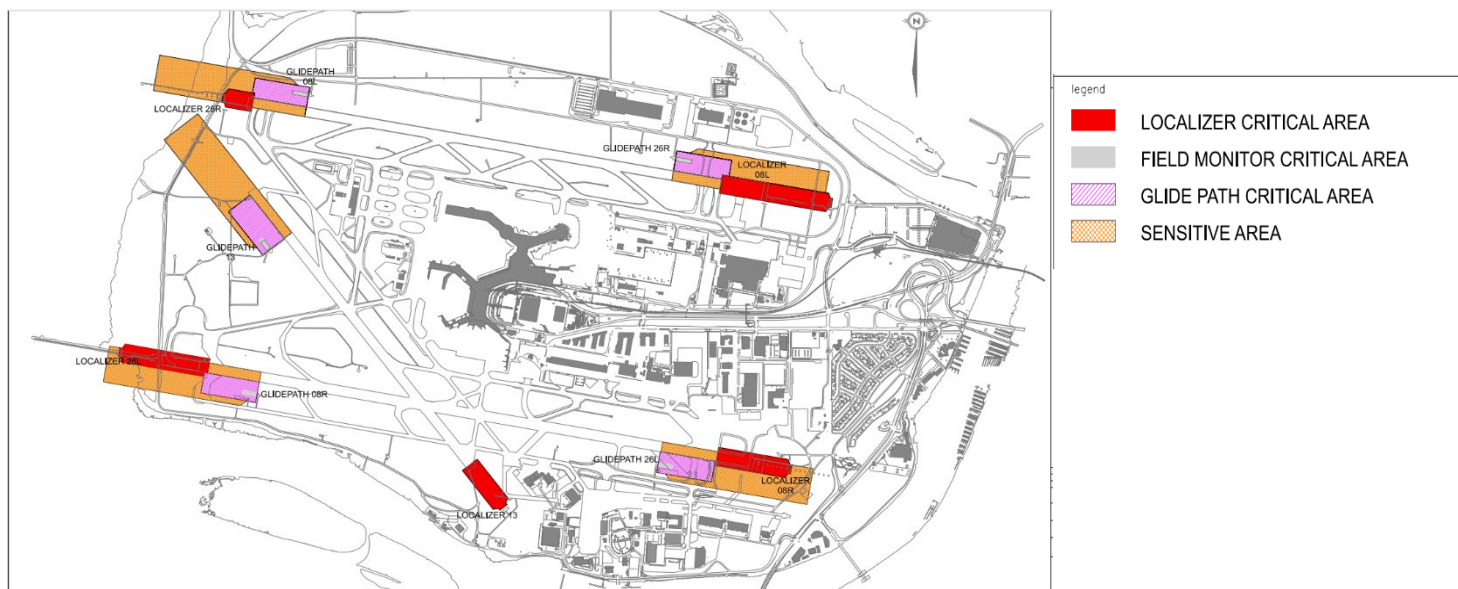 N
GLIDEPATH
08L
LOCALIZER 26R
GLIDEPATH 26R
LOCALIZER
08L
GLIDEPATH
13
LOCALIZER 26L
GLIDEPATH 08R
GLIDEPATH 26L
LOCALIZER
08R
LOCALIZER 13
legend
LOCALIZER CRITICAL AREA
FIELD MONITOR CRITICAL AREA
GLIDE PATH CRITICAL AREA
SENSITIVE AREA